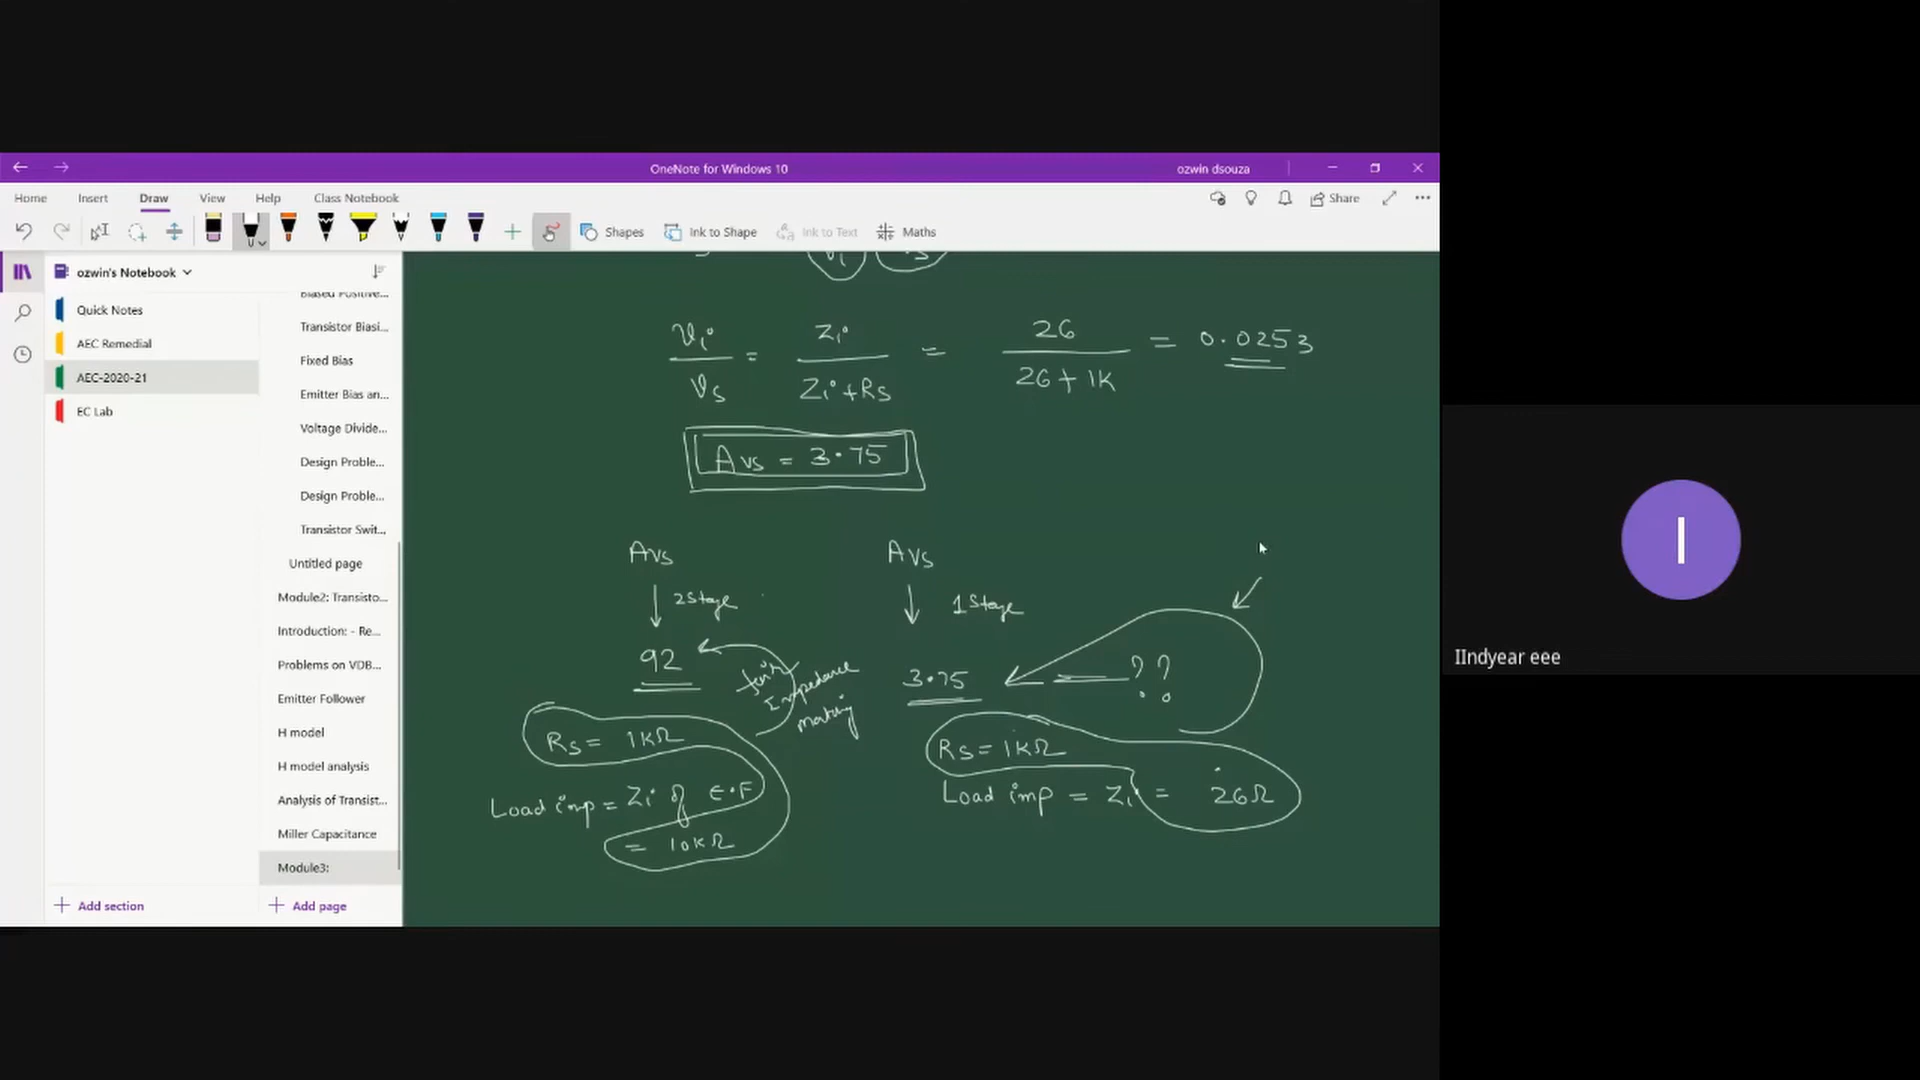 OneNote for Windows 10
ozwin dsouza
Home Insert Draw View Help Class Notebook
Share
Shapes Ink to Shape Ink to Text Maths
ozwin's Notebook
Quick Notes
AEC Remedial
AEC-2020-21
EC Lab
Add section
Biased Positive...
Transistor Biasi...
Fixed Bias
Emitter Bias an...
Voltage Divide...
Design Proble...
Design Proble...
Transistor Swit...
Untitled page
Module2: Transisto...
Introduction: - Re...
Problems on VDB...
Emitter Follower
H model
H model analysis
Analysis of Transist...
Miller Capacitance
Module3:
Add page
Vi/Vs = Zi/(Zi+Rs) = 26/(26+1K) = 0.0253
Avs = 3.75
Avs Avs
2 Stage 1 Stage
92 Impedance 3.75 ??
Rs = 1KΩ Rs = 1KΩ
Load imp = Zi of E.F Load imp = Zi = 26Ω
= 10KΩ
I
IIndyear eee